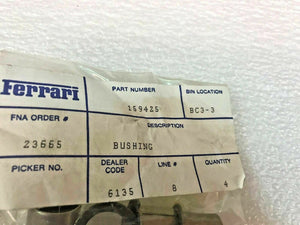 Ferrari
PART NUMBER
159425
BIN LOCATION
BC3-3
FNA ORDER #
23665
DESCRIPTION
BUSHING
PICKER NO.
DEALER CODE
6135
LINE #
8
QUANTITY
4